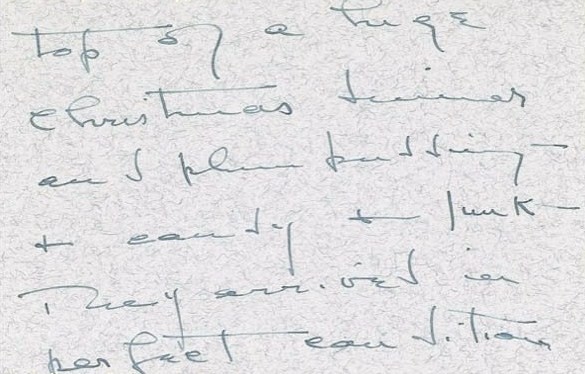 top of a huge
Christmas dinner
and plum pudding -
+ candy + junk -
They arrived in
perfect condition